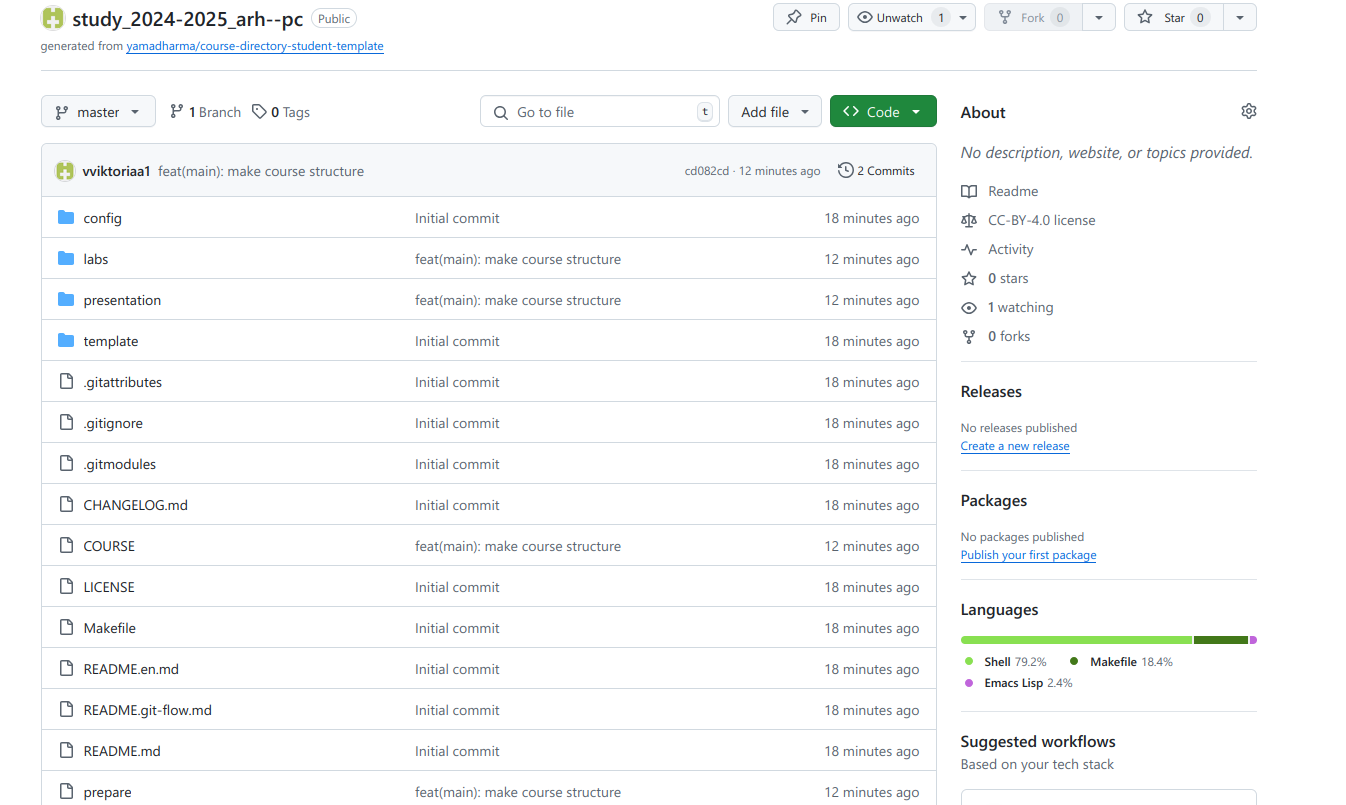 study_2024-2025_arh--pc Public
Pin Unwatch 1 Fork 0 Star 0
generated from yamadharma/course-directory-student-template
master 1 Branch 0 Tags Go to file t Add file Code
vviktoriaa1 feat(main): make course structure cd082cd · 12 minutes ago 2 Commits
config Initial commit 18 minutes ago
labs feat(main): make course structure 12 minutes ago
presentation feat(main): make course structure 12 minutes ago
template Initial commit 18 minutes ago
.gitattributes Initial commit 18 minutes ago
.gitignore Initial commit 18 minutes ago
.gitmodules Initial commit 18 minutes ago
CHANGELOG.md Initial commit 18 minutes ago
COURSE feat(main): make course structure 12 minutes ago
LICENSE Initial commit 18 minutes ago
Makefile Initial commit 18 minutes ago
README.en.md Initial commit 18 minutes ago
README.git-flow.md Initial commit 18 minutes ago
README.md Initial commit 18 minutes ago
prepare feat(main): make course structure 12 minutes ago
About
No description, website, or topics provided.
Readme
CC-BY-4.0 license
Activity
0 stars
1 watching
0 forks
Releases
No releases published
Create a new release
Packages
No packages published
Publish your first package
Languages
Shell 79.2% Makefile 18.4%
Emacs Lisp 2.4%
Suggested workflows
Based on your tech stack